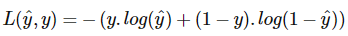 L(ŷ, y) = − (y. log(ŷ) + (1 − y). log(1 − ŷ))